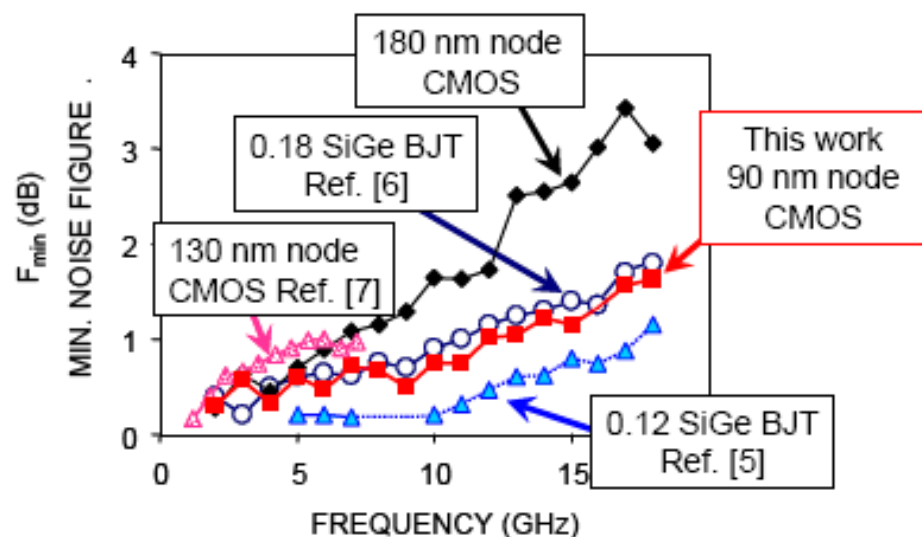 4
3
2
1
0
0
5
10
15
F_min (dB)
MIN. NOISE FIGURE .
FREQUENCY (GHz)
180 nm node
CMOS
0.18 SiGe BJT
Ref. [6]
This work
90 nm node
CMOS
130 nm node
CMOS Ref. [7]
0.12 SiGe BJT
Ref. [5]